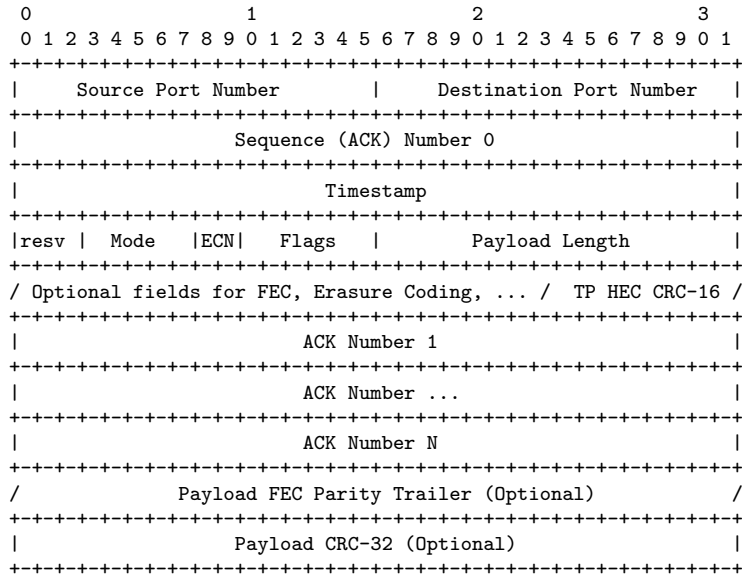 0                   1                   2                   3
 0 1 2 3 4 5 6 7 8 9 0 1 2 3 4 5 6 7 8 9 0 1 2 3 4 5 6 7 8 9 0 1
+-+-+-+-+-+-+-+-+-+-+-+-+-+-+-+-+-+-+-+-+-+-+-+-+-+-+-+-+-+-+-+-+
|     Source Port Number        |     Destination Port Number   |
+-+-+-+-+-+-+-+-+-+-+-+-+-+-+-+-+-+-+-+-+-+-+-+-+-+-+-+-+-+-+-+-+
|                   Sequence (ACK) Number 0                     |
+-+-+-+-+-+-+-+-+-+-+-+-+-+-+-+-+-+-+-+-+-+-+-+-+-+-+-+-+-+-+-+-+
|                           Timestamp                           |
+-+-+-+-+-+-+-+-+-+-+-+-+-+-+-+-+-+-+-+-+-+-+-+-+-+-+-+-+-+-+-+-+
|resv |  Mode   |ECN|   Flags   |        Payload Length         |
+-+-+-+-+-+-+-+-+-+-+-+-+-+-+-+-+-+-+-+-+-+-+-+-+-+-+-+-+-+-+-+-+
/ Optional fields for FEC, Erasure Coding, ... /  TP HEC CRC-16 /
+-+-+-+-+-+-+-+-+-+-+-+-+-+-+-+-+-+-+-+-+-+-+-+-+-+-+-+-+-+-+-+-+
|                         ACK Number 1                          |
+-+-+-+-+-+-+-+-+-+-+-+-+-+-+-+-+-+-+-+-+-+-+-+-+-+-+-+-+-+-+-+-+
|                         ACK Number ...                        |
+-+-+-+-+-+-+-+-+-+-+-+-+-+-+-+-+-+-+-+-+-+-+-+-+-+-+-+-+-+-+-+-+
|                         ACK Number N                          |
+-+-+-+-+-+-+-+-+-+-+-+-+-+-+-+-+-+-+-+-+-+-+-+-+-+-+-+-+-+-+-+-+
/              Payload FEC Parity Trailer (Optional)            /
+-+-+-+-+-+-+-+-+-+-+-+-+-+-+-+-+-+-+-+-+-+-+-+-+-+-+-+-+-+-+-+-+
|                   Payload CRC-32 (Optional)                   |
+-+-+-+-+-+-+-+-+-+-+-+-+-+-+-+-+-+-+-+-+-+-+-+-+-+-+-+-+-+-+-+-+